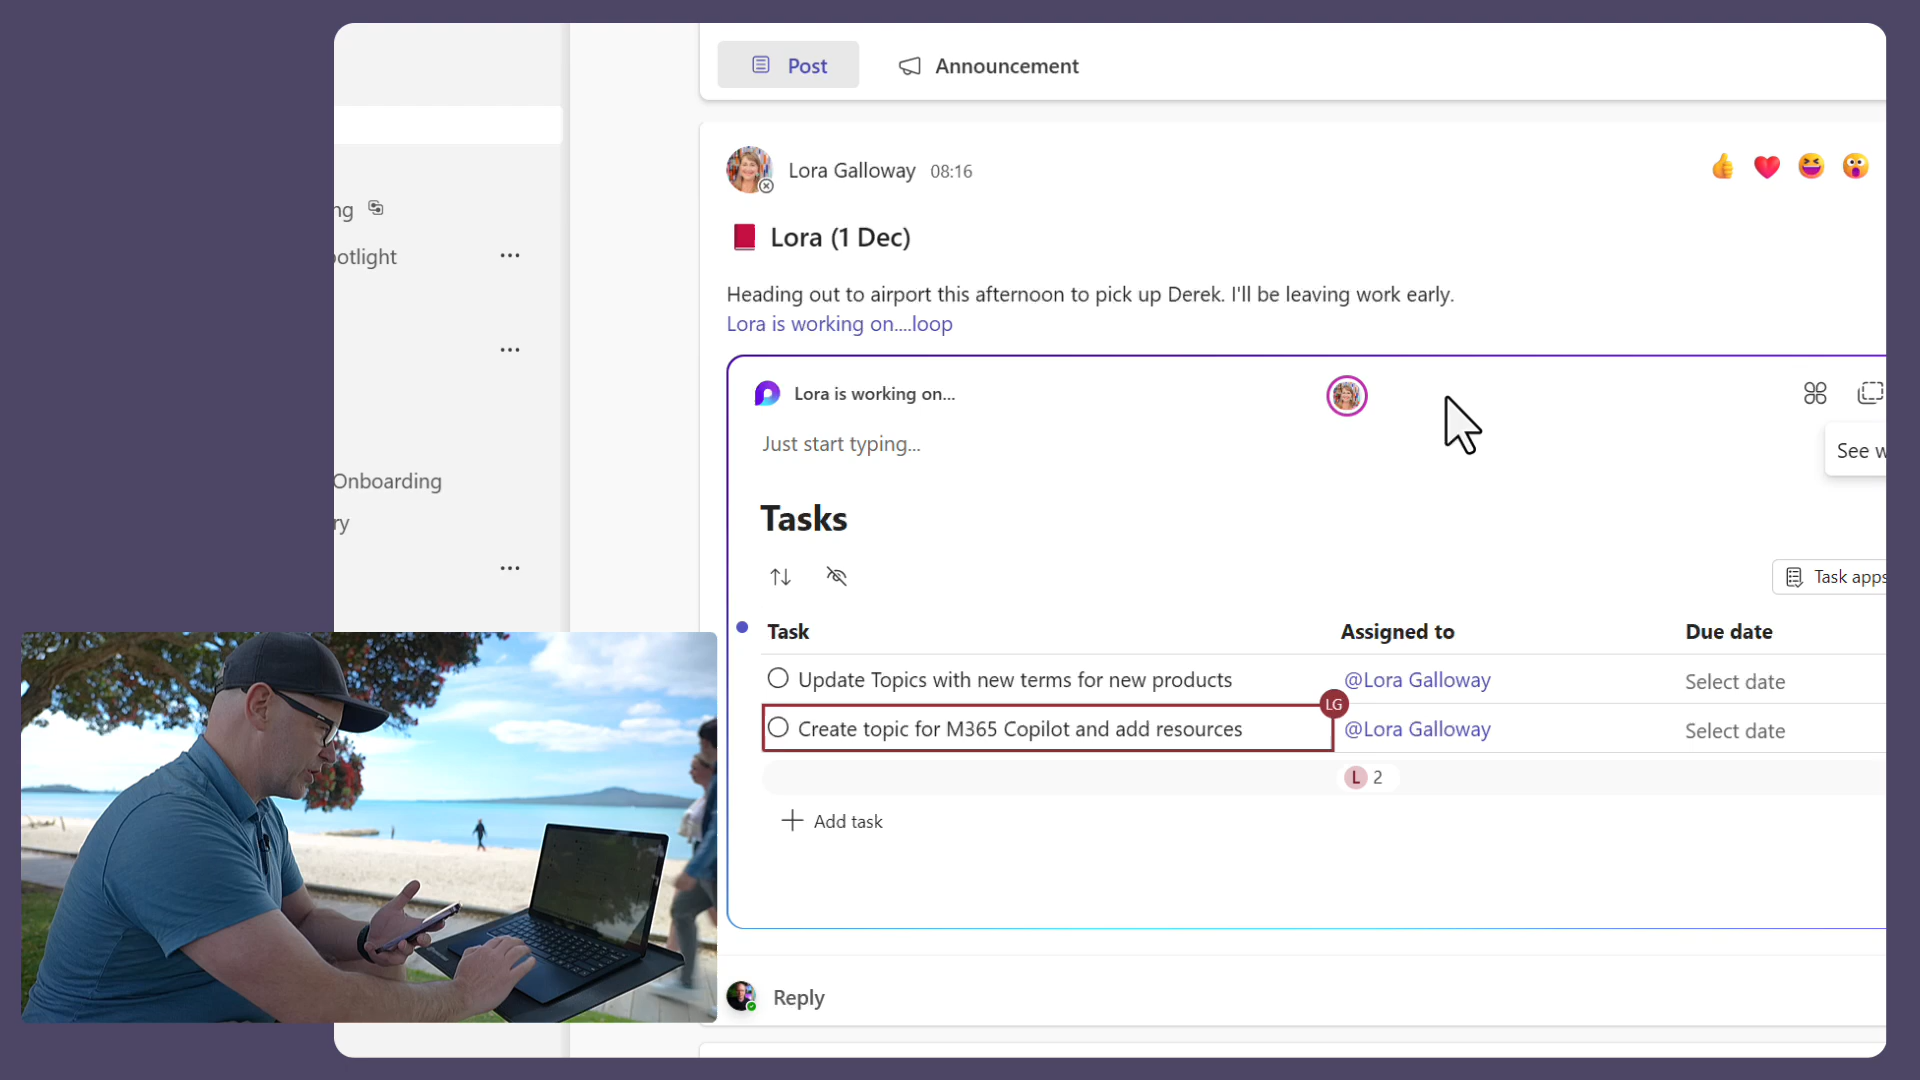 Post
Announcement
Lora Galloway 08:16
ng
otlight
Lora (1 Dec)
Heading out to airport this afternoon to pick up Derek. I'll be leaving work early.
Lora is working on....loop
Lora is working on...
Just start typing...
See w
Onboarding
ry
Tasks
Task apps
Task Assigned to Due date
Update Topics with new terms for new products @Lora Galloway Select date
LG
Create topic for M365 Copilot and add resources @Lora Galloway Select date
L 2
Add task
Reply